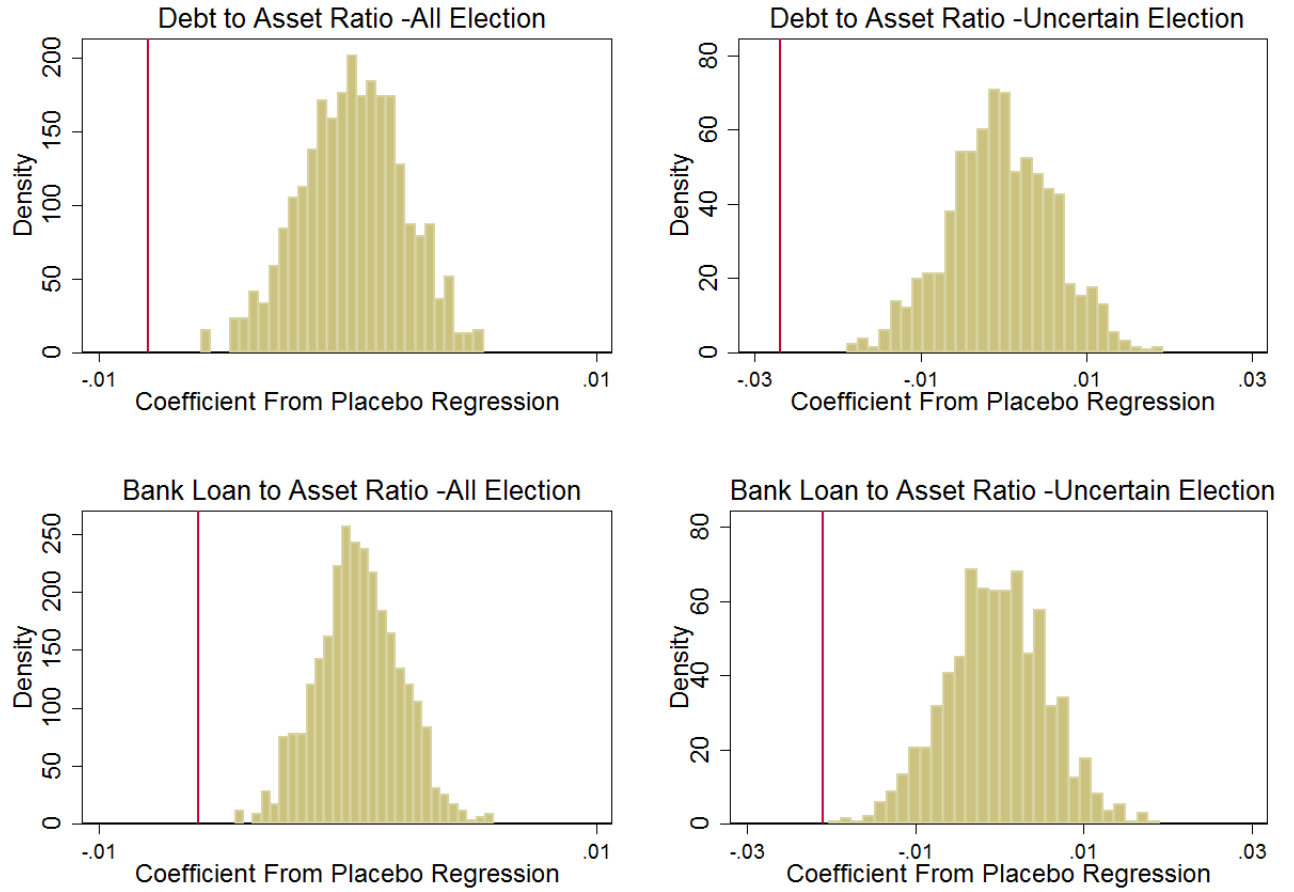 Debt to Asset Ratio -All Election
Density
200
150
100
50
0
-.01
.01
Coefficient From Placebo Regression
Debt to Asset Ratio -Uncertain Election
Density
80
60
40
20
0
-.03
-.01
.01
.03
Coefficient From Placebo Regression
Bank Loan to Asset Ratio -All Election
Density
250
200
150
100
50
0
-.01
.01
Coefficient From Placebo Regression
Bank Loan to Asset Ratio -Uncertain Election
Density
80
60
40
20
0
-.03
-.01
.01
.03
Coefficient From Placebo Regression